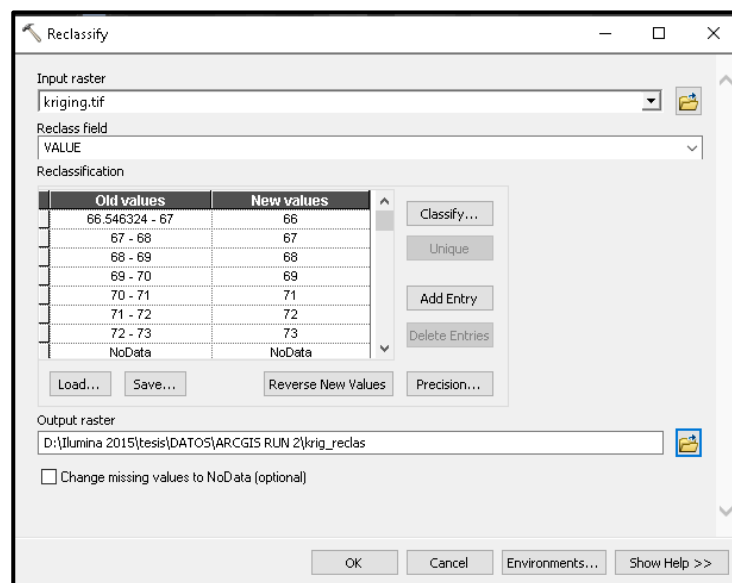 Reclassify
Input raster
kriging.tif
Reclass field
VALUE
Reclassification
Old values New values
66.546324 - 67 66
67 - 68 67
68 - 69 68
69 - 70 69
70 - 71 71
71 - 72 72
72 - 73 73
NoData NoData
Classify...
Unique
Add Entry
Delete Entries
Load... Save... Reverse New Values Precision...
Output raster
D:\Ilumina 2015\tesis\DATOS\ARCGIS RUN 2\krig_reclas
Change missing values to NoData (optional)
OK Cancel Environments... Show Help >>